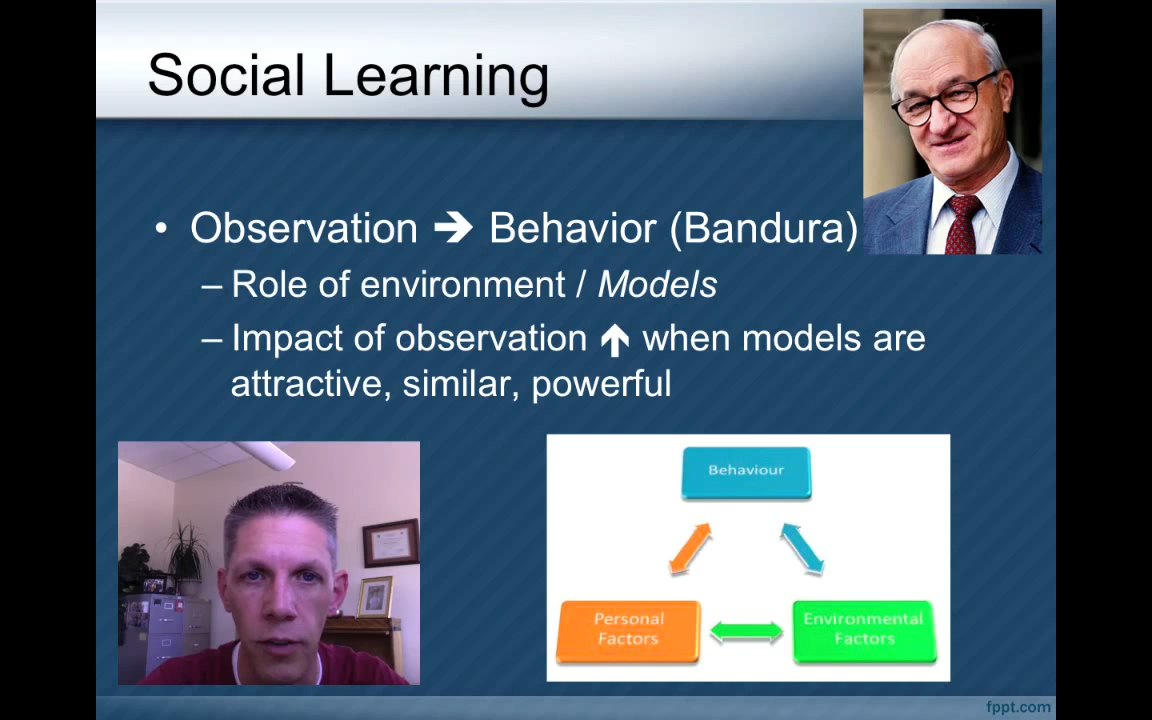 Social Learning
• Observation ➔ Behavior (Bandura)
– Role of environment / Models
– Impact of observation 🡅 when models are
attractive, similar, powerful
Behaviour
Personal
Factors
Environmental
Factors
fppt.com